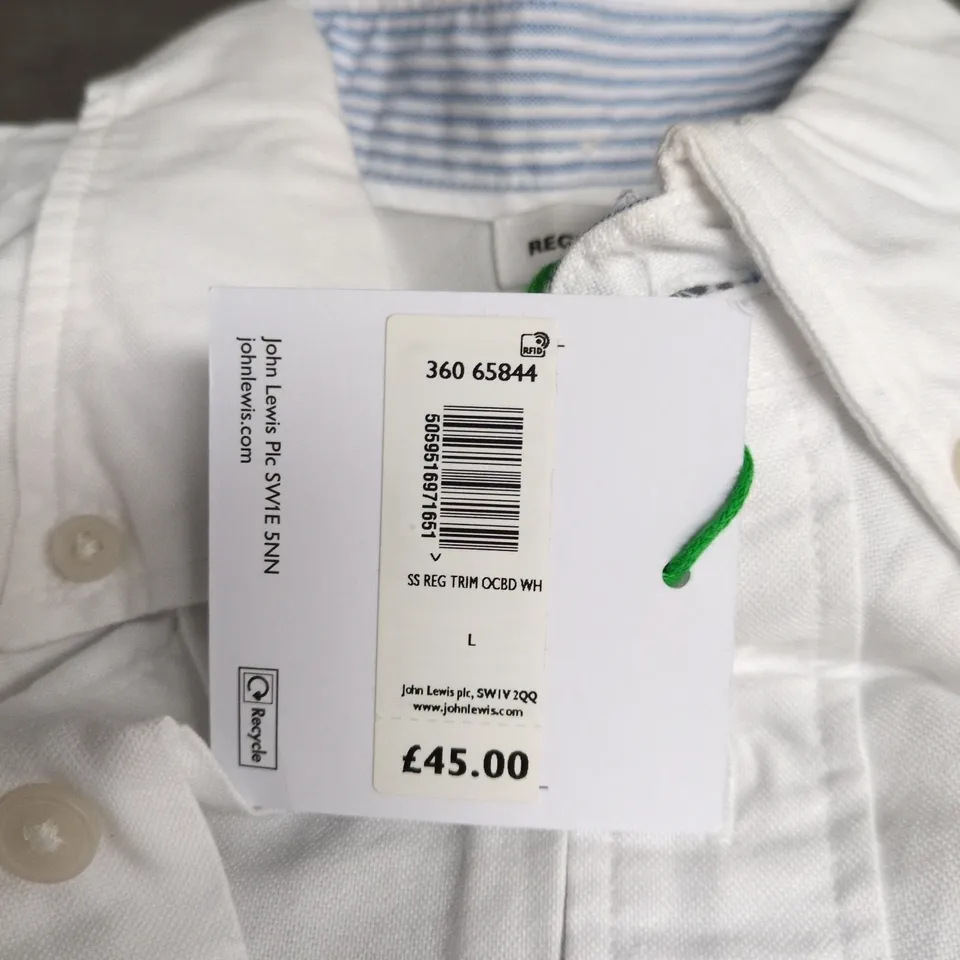 REC
John Lewis Plc SW1E 5NN
johnlewis.com
Recycle
RFID
360 65844
5059516971651 >
SS REG TRIM OCBD WH
L
John Lewis plc, SW1V 2QQ
www.johnlewis.com
£45.00